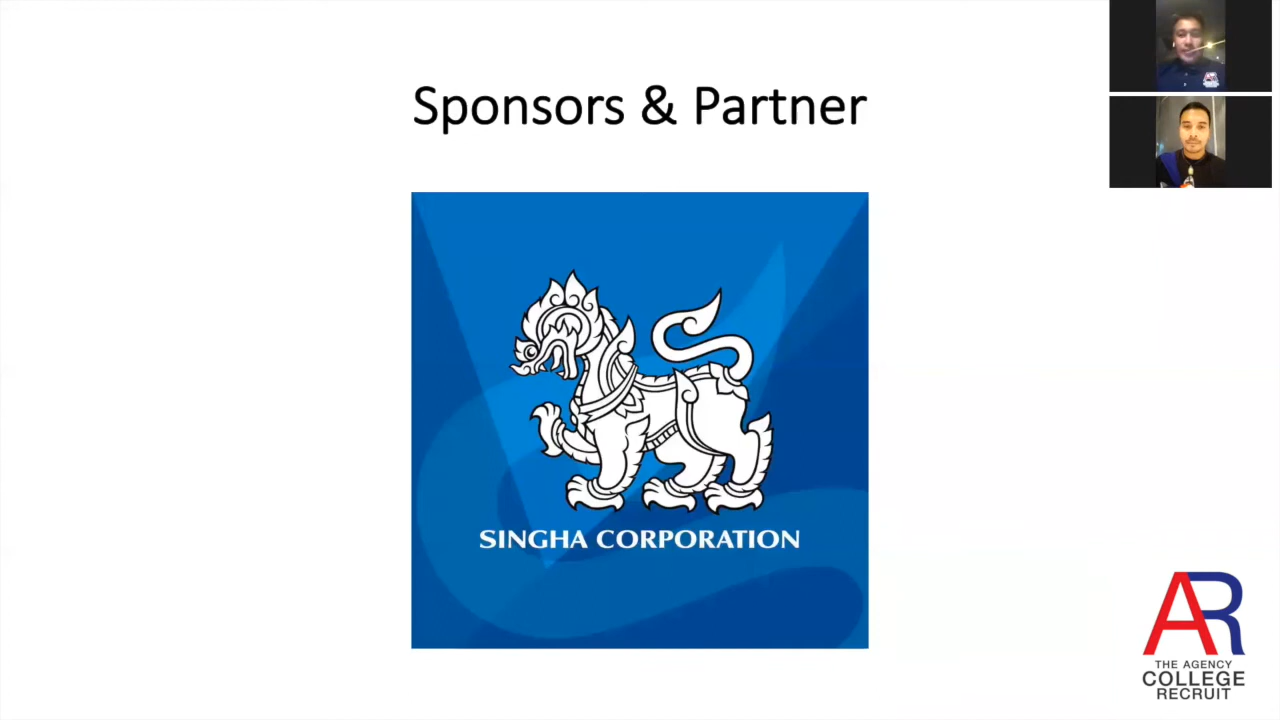 Sponsors & Partner
SINGHA CORPORATION
AR
THE AGENCY
COLLEGE
RECRUIT